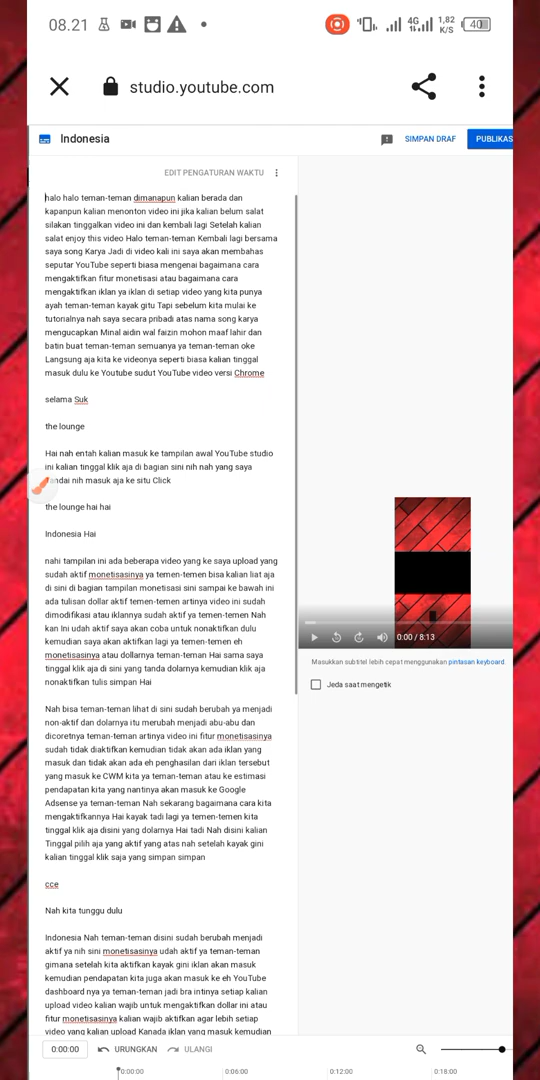 08.21
4G
1,82
K/S
40
studio.youtube.com
Indonesia
SIMPAN DRAF
PUBLIKAS
EDIT PENGATURAN WAKTU
halo halo teman-teman dimanapun kalian berada dan
kapanpun kalian menonton video ini jika kalian belum salat
silakan tinggalkan video ini dan kembali lagi Setelah kalian
salat enjoy this video Halo teman-teman Kembali lagi bersama
saya song Karya Jadi di video kali ini saya akan membahas
seputar YouTube seperti biasa mengenai bagaimana cara
mengaktifkan fitur monetisasi atau bagaimana cara
mengaktifkan iklan ya iklan di setiap video yang kita punya
ayah teman-teman kayak gitu Tapi sebelum kita mulai ke
tutorialnya nah saya secara pribadi atas nama song karya
mengucapkan Minal aidin wal faizin mohon maaf lahir dan
batin buat teman-teman semuanya ya teman-teman oke
Langsung aja kita ke videonya seperti biasa kalian tinggal
masuk dulu ke Youtube sudut YouTube video versi Chrome
selama Suk
the lounge
Hai nah entah kalian masuk ke tampilan awal YouTube studio
ini kalian tinggal klik aja di bagian sini nih nah yang saya
tandai nih masuk aja ke situ Click
the lounge hai hai
Indonesia Hai
nahi tampilan ini ada beberapa video yang ke saya upload yang
sudah aktif monetisasinya ya temen-temen bisa kalian liat aja
di sini di bagian tampilan monetisasi sini sampai ke bawah ini
ada tulisan dollar aktif temen-temen artinya video ini sudah
dimodifikasi atau iklannya sudah aktif ya temen-temen Nah
kan Ini udah aktif saya akan coba untuk nonaktifkan dulu
kemudian saya akan aktifkan lagi ya temen-temen eh
monetisasinya atau dollarnya teman-teman Hai sama saya
tinggal klik aja di sini yang tanda dolarnya kemudian klik aja
nonaktifkan tulis simpan Hai
Nah bisa teman-teman lihat di sini sudah berubah ya menjadi
non-aktif dan dolarnya itu merubah menjadi abu-abu dan
dicoretnya teman-teman artinya video ini fitur monetisasinya
sudah tidak diaktifkan kemudian tidak akan ada iklan yang
masuk dan tidak akan ada eh penghasilan dari iklan tersebut
yang masuk ke CWM kita ya teman-teman atau ke estimasi
pendapatan kita yang nantinya akan masuk ke Google
Adsense ya teman-teman Nah sekarang bagaimana cara kita
mengaktifkannya Hai kayak tadi lagi ya temen-temen kita
tinggal klik aja disini yang dolarnya Hai tadi Nah disini kalian
Tinggal pilih aja yang aktif yang atas nah setelah kayak gini
kalian tinggal klik saja yang simpan simpan
cce
Nah kita tunggu dulu
Indonesia Nah teman-teman disini sudah berubah menjadi
aktif ya nih sini monetisasinya udah aktif ya teman-teman
gimana setelah kita aktifkan kayak gini iklan akan masuk
kemudian pendapatan kita juga akan masuk ke eh YouTube
dashboard nya ya teman-teman jadi bra intinya setiap kalian
upload video kalian wajib untuk mengaktifkan dollar ini atau
fitur monetisasinya kalian wajib aktifkan agar lebih setiap
video yang kalian upload Kanada iklan yang masuk kemudian
0:00 / 8:13
Masukkan subtitel lebih cepat menggunakan pintasan keyboard
Jeda saat mengetik
0:00:00
URUNGKAN
ULANGI
0:00:00
0:06:00
0:12:00
0:18:00